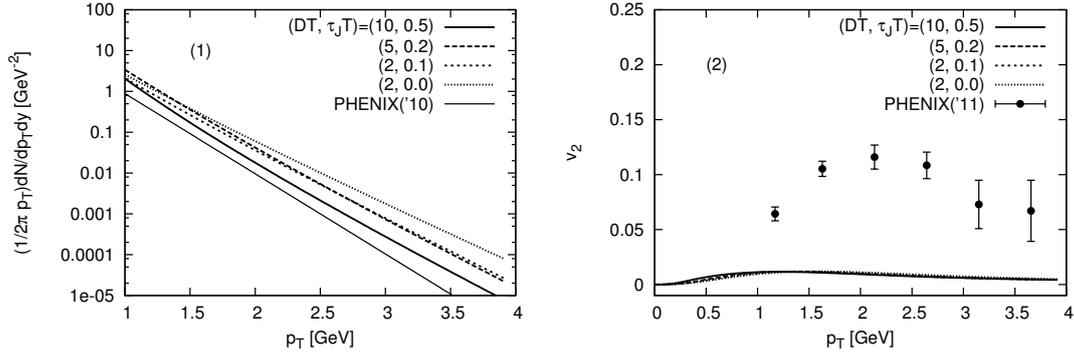 100
10
1
0.1
0.01
0.001
0.0001
1e-05
(1/2π p_T)dN/dp_Tdy [GeV^-2]
(DT, τ_JT)=(10, 0.5)
(5, 0.2)
(2, 0.1)
(2, 0.0)
PHENIX('10)
(1)
1 1.5 2 2.5 3 3.5 4
p_T [GeV]
0.25
0.2
0.15
0.1
0.05
0
v_2
(DT, τ_JT)=(10, 0.5)
(5, 0.2)
(2, 0.1)
(2, 0.0)
PHENIX('11)
(2)
0 0.5 1 1.5 2 2.5 3 3.5 4
p_T [GeV]